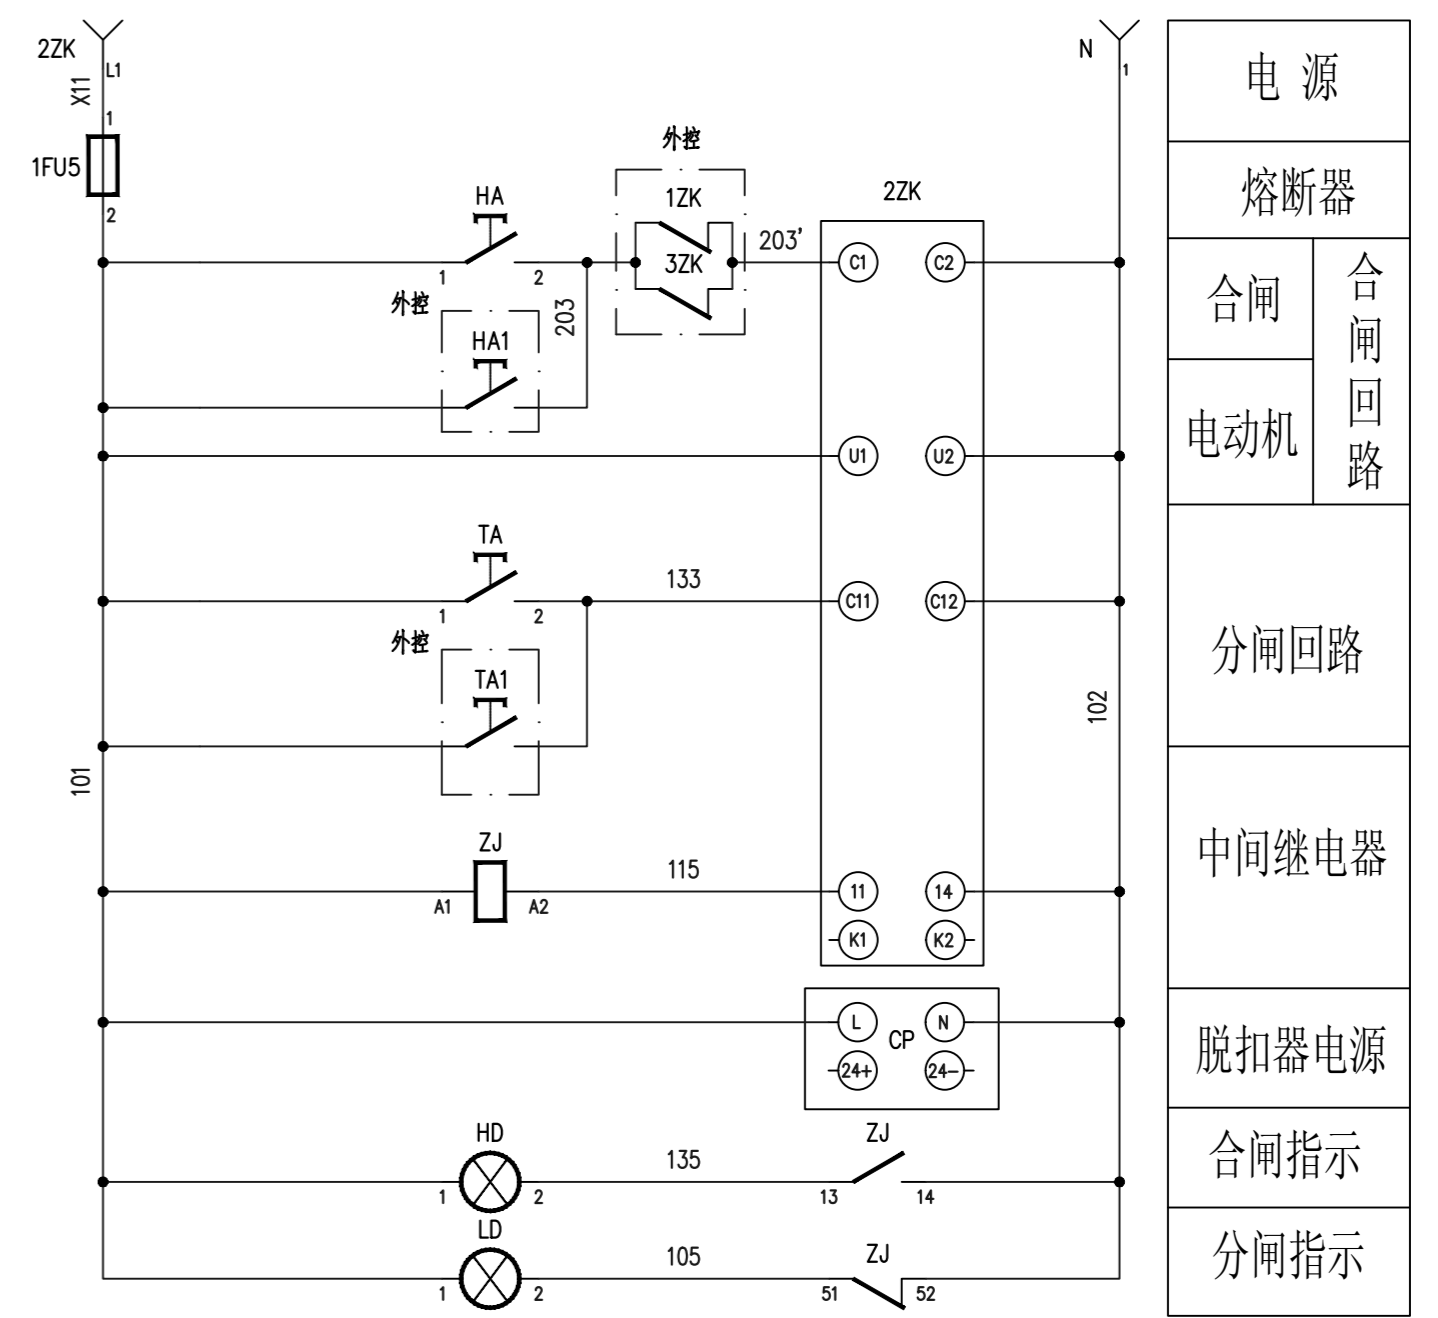 2ZK
L1
X11
1
1FU5
2
N
1
外控
HA
1ZK
2ZK
203'
3ZK
1
2
C1
C2
外控
203
HA1
U1
U2
TA
133
1
2
C11
C12
外控
TA1
102
101
ZJ
115
A1
A2
11
14
K1
K2
L
N
CP
24+
24-
HD
135
ZJ
1
2
13
14
LD
105
ZJ
1
2
51
52
电 源
熔断器
合闸
电动机
合闸回路
分闸回路
中间继电器
脱扣器电源
合闸指示
分闸指示